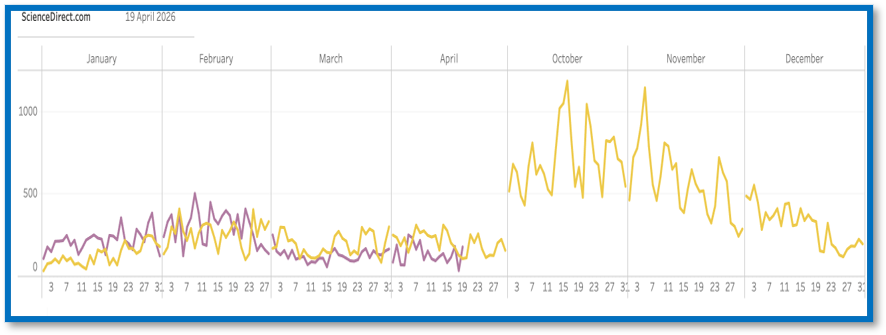 ScienceDirect.com 19 April 2026
January February March April October November December
1000
500
0
3 7 11 15 19 23 27 31 3 7 11 15 19 23 27 3 7 11 15 19 23 27 31 3 7 11 15 19 23 27 3 7 11 15 19 23 27 31 3 7 11 15 19 23 27 3 7 11 15 19 23 27 31